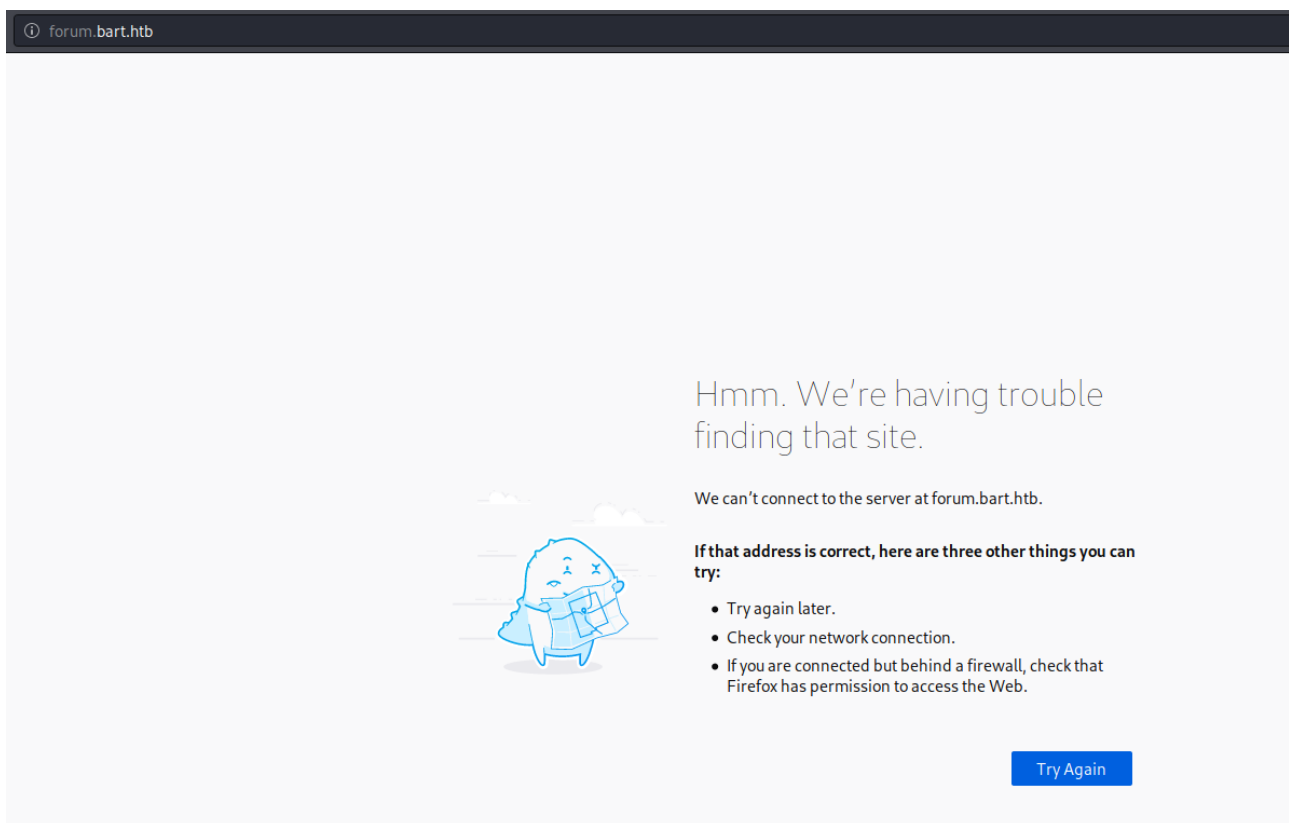 forum.bart.htb
Hmm. We're having trouble
finding that site.
We can't connect to the server at forum.bart.htb.
If that address is correct, here are three other things you can
try:
• Try again later.
• Check your network connection.
• If you are connected but behind a firewall, check that
Firefox has permission to access the Web.
Try Again